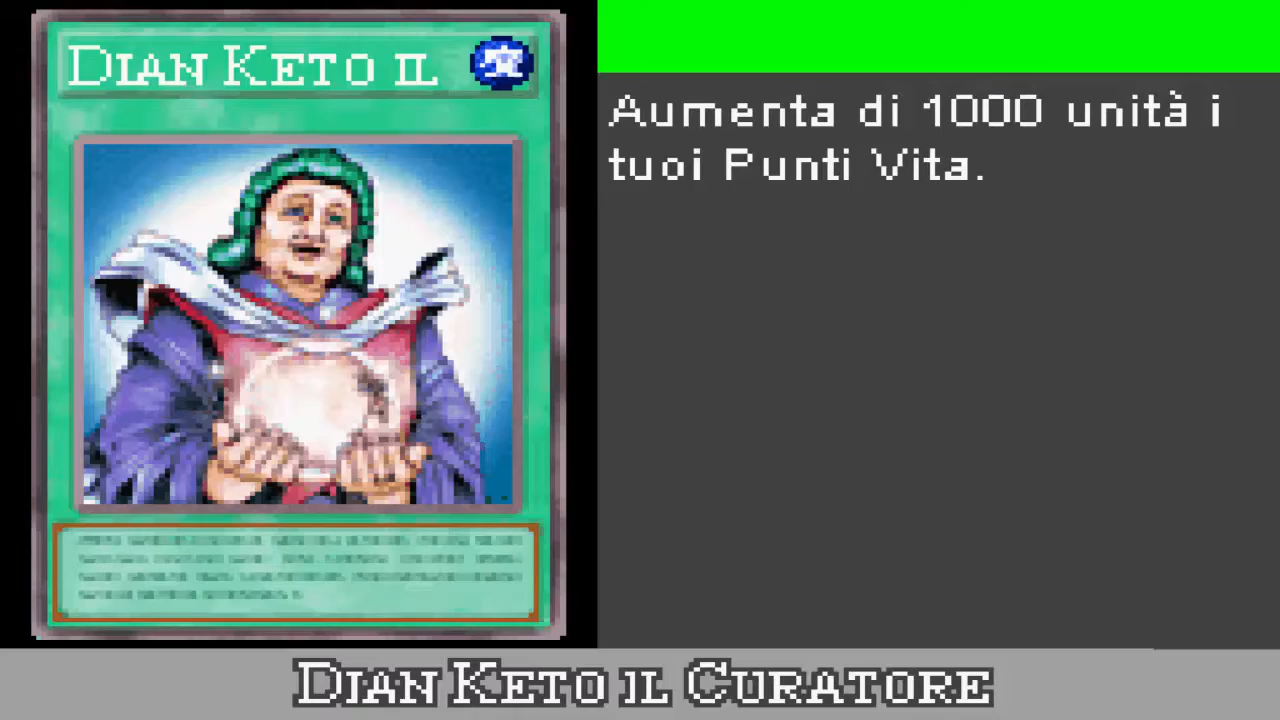 Dian Keto il
Aumenta di 1000 unità i
tuoi Punti Vita.
Dian Keto il Curatore